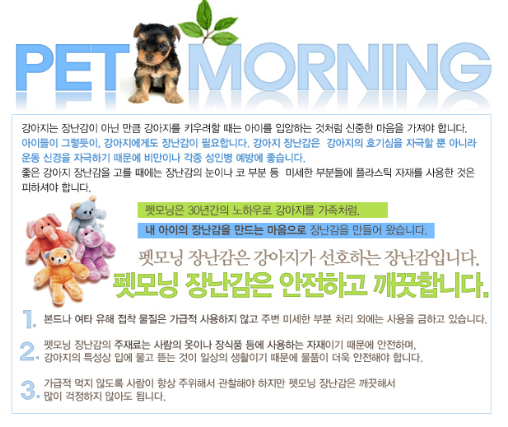 PET MORNING
강아지는 장난감이 아닌 만큼 강아지를 키우려할 때는 아이를 입양하는 것처럼 신중한 마음을 가져야 합니다.
아이들이 그렇듯이, 강아지에게도 장난감이 필요합니다. 강아지 장난감은 강아지의 호기심을 자극할 뿐 아니라
운동 신경을 자극하기 때문에 비만이나 각종 성인병 예방에 좋습니다.
좋은 강아지 장난감을 고를 때에는 장난감의 눈이나 코 부분 등 미세한 부분들에 플라스틱 자재를 사용한 것은
피하셔야 합니다.
펫모닝은 30년간의 노하우로 강아지를 가족처럼,
내 아이의 장난감을 만드는 마음으로 장난감을 만들어 왔습니다.
펫모닝 장난감은 강아지가 선호하는 장난감입니다.
펫모닝 장난감은 안전하고 깨끗합니다.
1. 본드나 여타 유해 접착 물질은 가급적 사용하지 않고 주변 미세한 부분 처리 외에는 사용을 금하고 있습니다.
2. 펫모닝 장난감의 주재료는 사람의 옷이나 장식품 등에 사용하는 자재이기 때문에 안전하며,
강아지의 특성상 입에 물고 뜯는 것이 일상의 생활이기 때문에 물품이 더욱 안전해야 합니다.
3. 가급적 먹지 않도록 사람이 항상 주위해서 관찰해야 하지만 펫모닝 장난감은 깨끗해서
많이 걱정하지 않아도 됩니다.